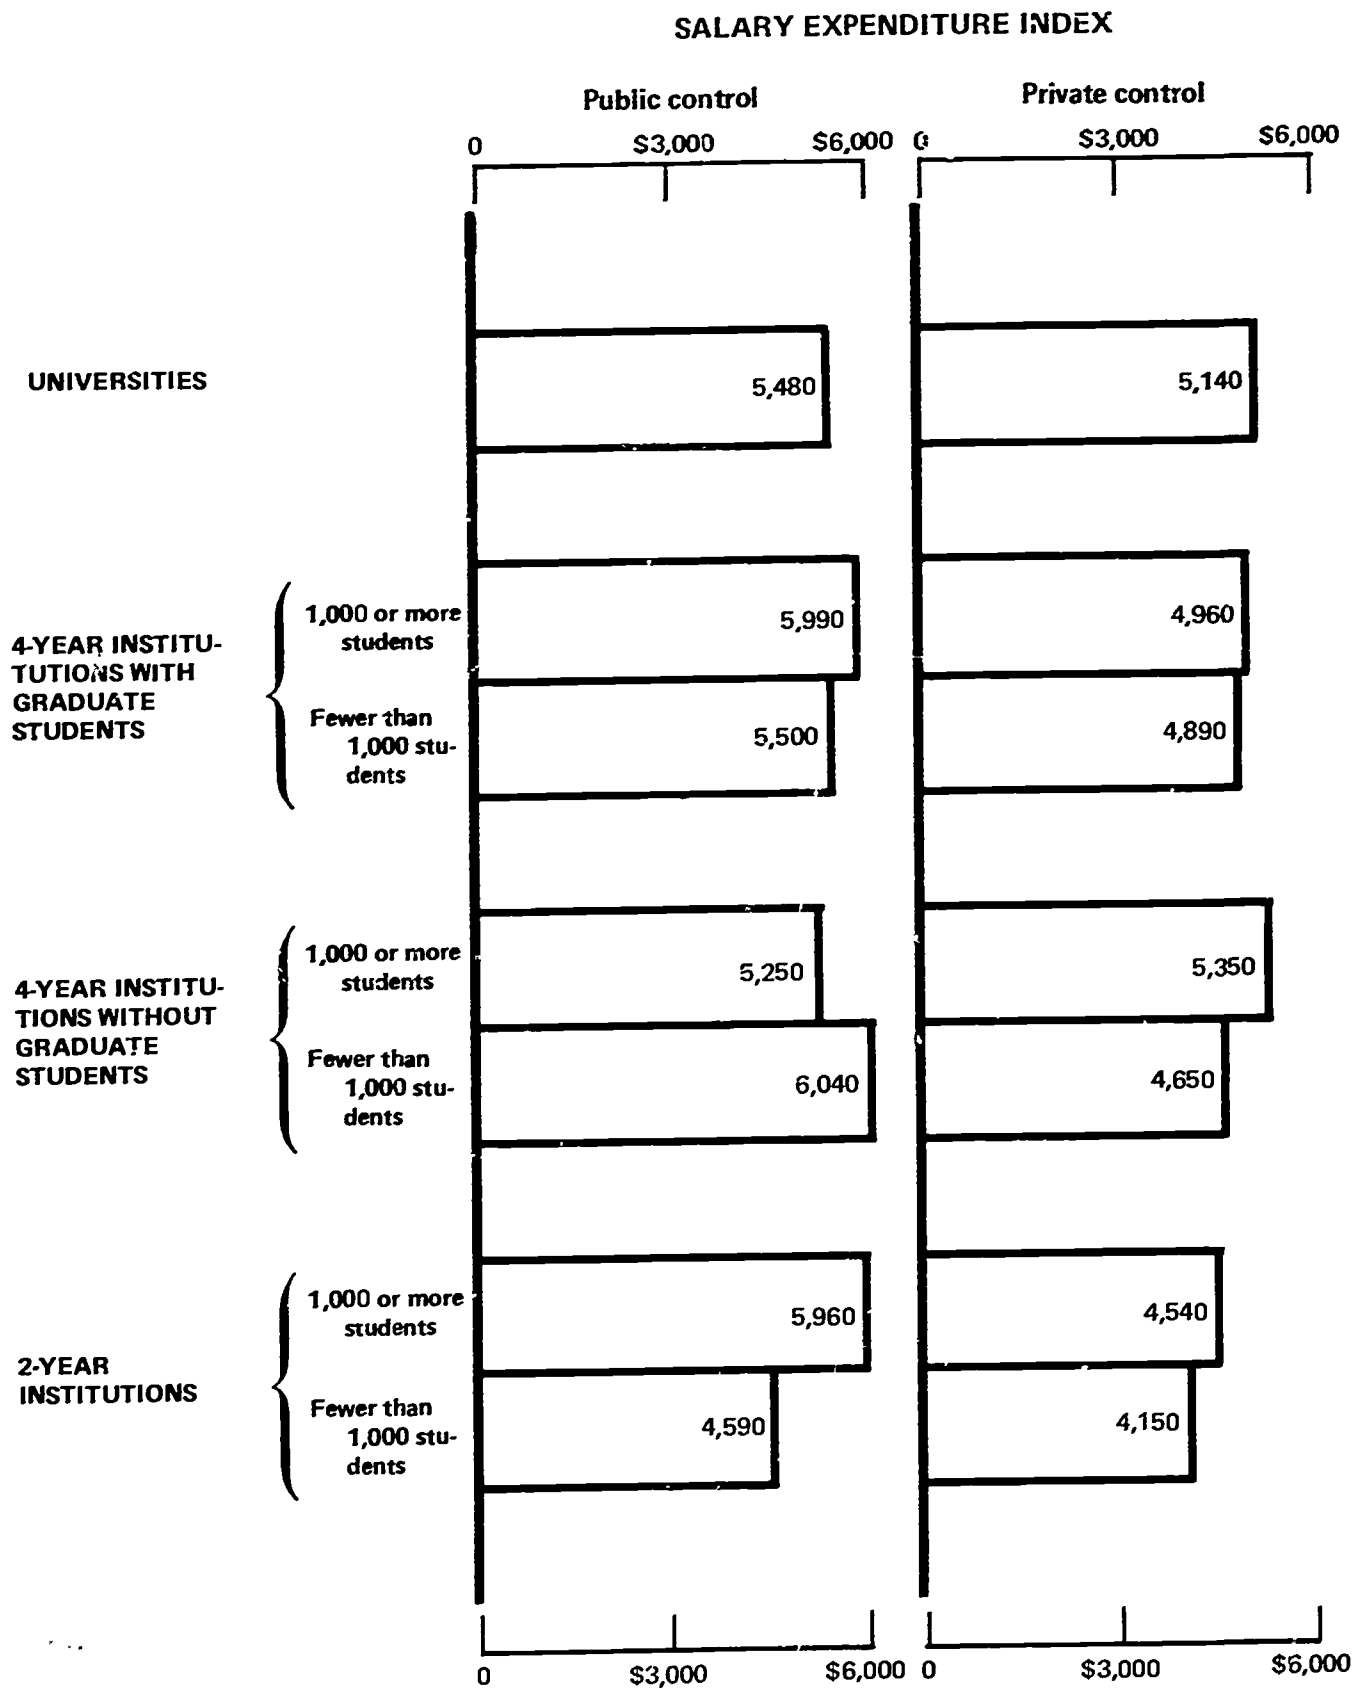 SALARY EXPENDITURE INDEX
Public control
Private control
0 $3,000 $6,000
0 $3,000 $6,000
UNIVERSITIES
5,480
5,140
4-YEAR INSTITU-
TUTIONS WITH
GRADUATE
STUDENTS
1,000 or more
students
5,990
4,960
Fewer than
1,000 stu-
dents
5,500
4,890
4-YEAR INSTITU-
TIONS WITHOUT
GRADUATE
STUDENTS
1,000 or more
students
5,250
5,350
Fewer than
1,000 stu-
dents
6,040
4,650
2-YEAR
INSTITUTIONS
1,000 or more
students
5,960
4,540
Fewer than
1,000 stu-
dents
4,590
4,150
0 $3,000 $6,000
0 $3,000 $6,000